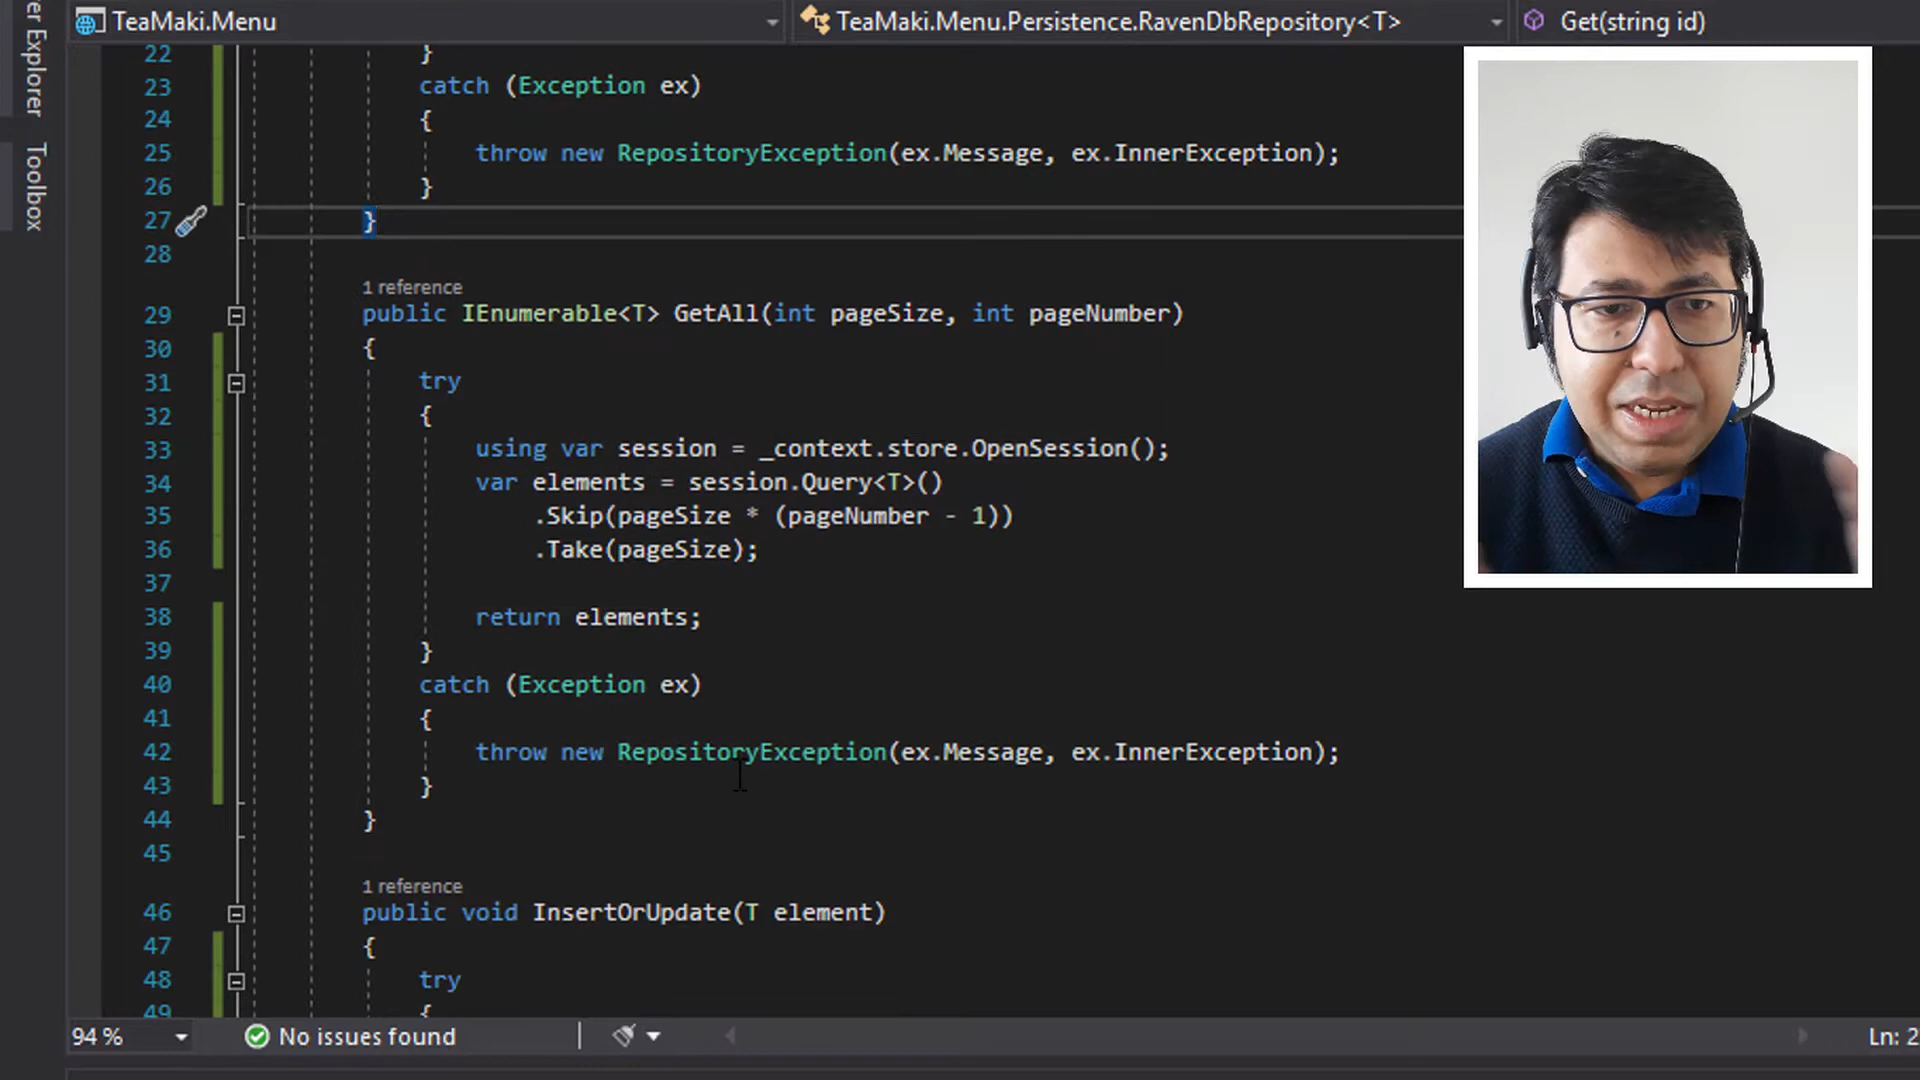 er Explorer
Toolbox
TeaMaki.Menu
TeaMaki.Menu.Persistence.RavenDbRepository<T>
Get(string id)
22 }
23 catch (Exception ex)
24 {
25 throw new RepositoryException(ex.Message, ex.InnerException);
26 }
27 }
28
1 reference
29 public IEnumerable<T> GetAll(int pageSize, int pageNumber)
30 {
31 try
32 {
33 using var session = _context.store.OpenSession();
34 var elements = session.Query<T>()
35 .Skip(pageSize * (pageNumber - 1))
36 .Take(pageSize);
37
38 return elements;
39 }
40 catch (Exception ex)
41 {
42 throw new RepositoryException(ex.Message, ex.InnerException);
43 }
44 }
45
1 reference
46 public void InsertOrUpdate(T element)
47 {
48 try
49 {
94 %
No issues found
Ln: 2